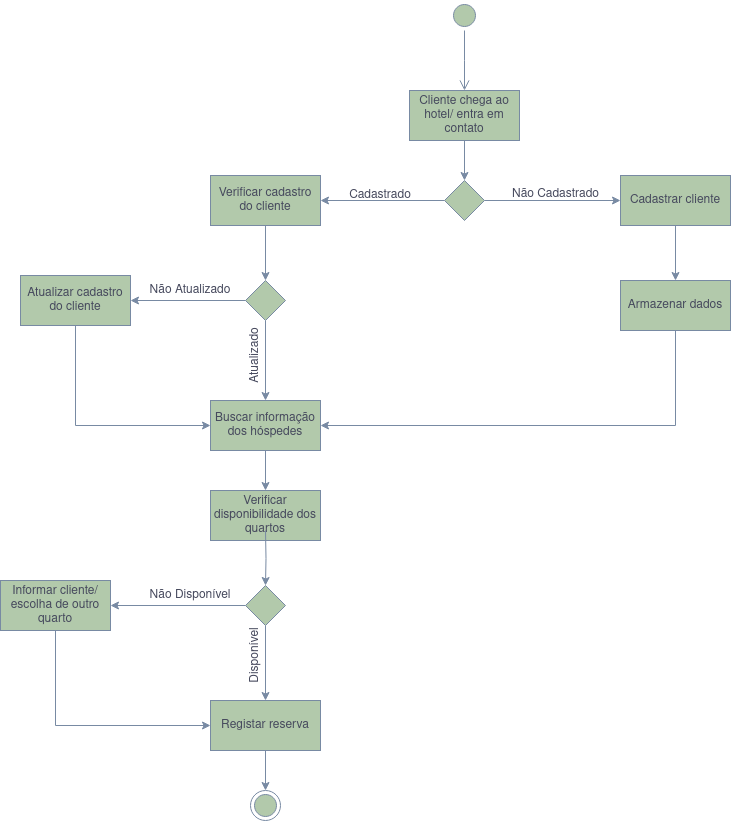 Cliente chega ao
hotel/ entra em
contato
Verificar cadastro
do cliente
Cadastrado
Não Cadastrado
Cadastrar cliente
Atualizar cadastro
do cliente
Não Atualizado
Armazenar dados
Atualizado
Buscar informação
dos hóspedes
Verificar
disponibilidade dos
quartos
Informar cliente/
escolha de outro
quarto
Não Disponível
Disponível
Registar reserva